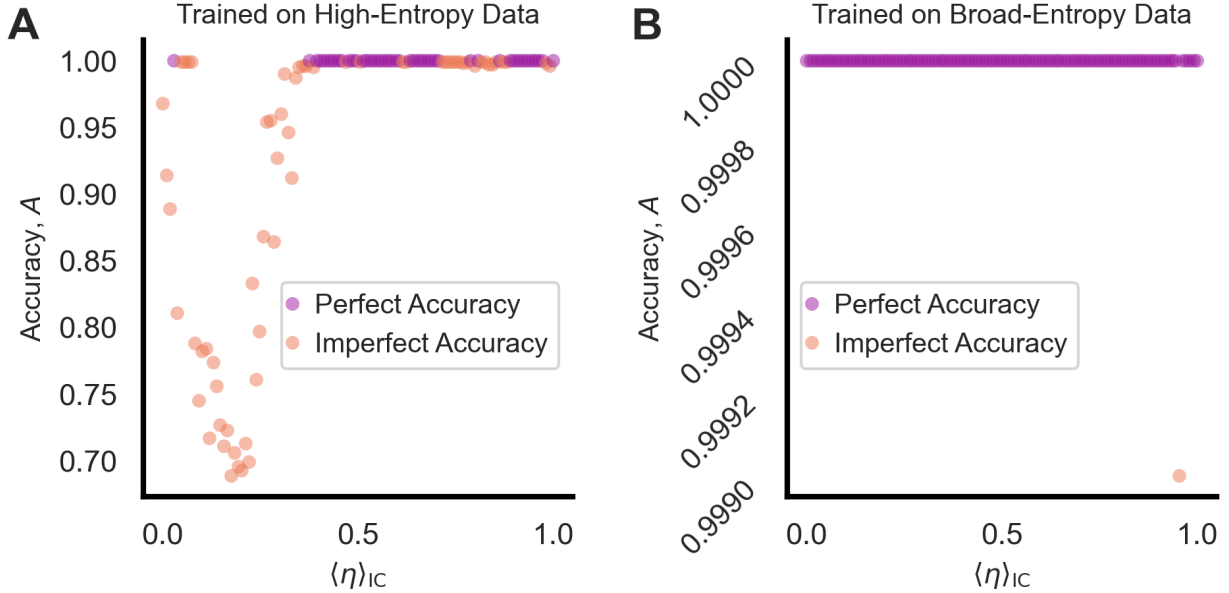 A
Trained on High-Entropy Data
1.00
0.95
0.90
0.85
0.80
0.75
0.70
Accuracy, A
Perfect Accuracy
Imperfect Accuracy
0.0
0.5
1.0
⟨η⟩IC
B
Trained on Broad-Entropy Data
1.0000
0.9998
0.9996
0.9994
0.9992
0.9990
Accuracy, A
Perfect Accuracy
Imperfect Accuracy
0.0
0.5
1.0
⟨η⟩IC